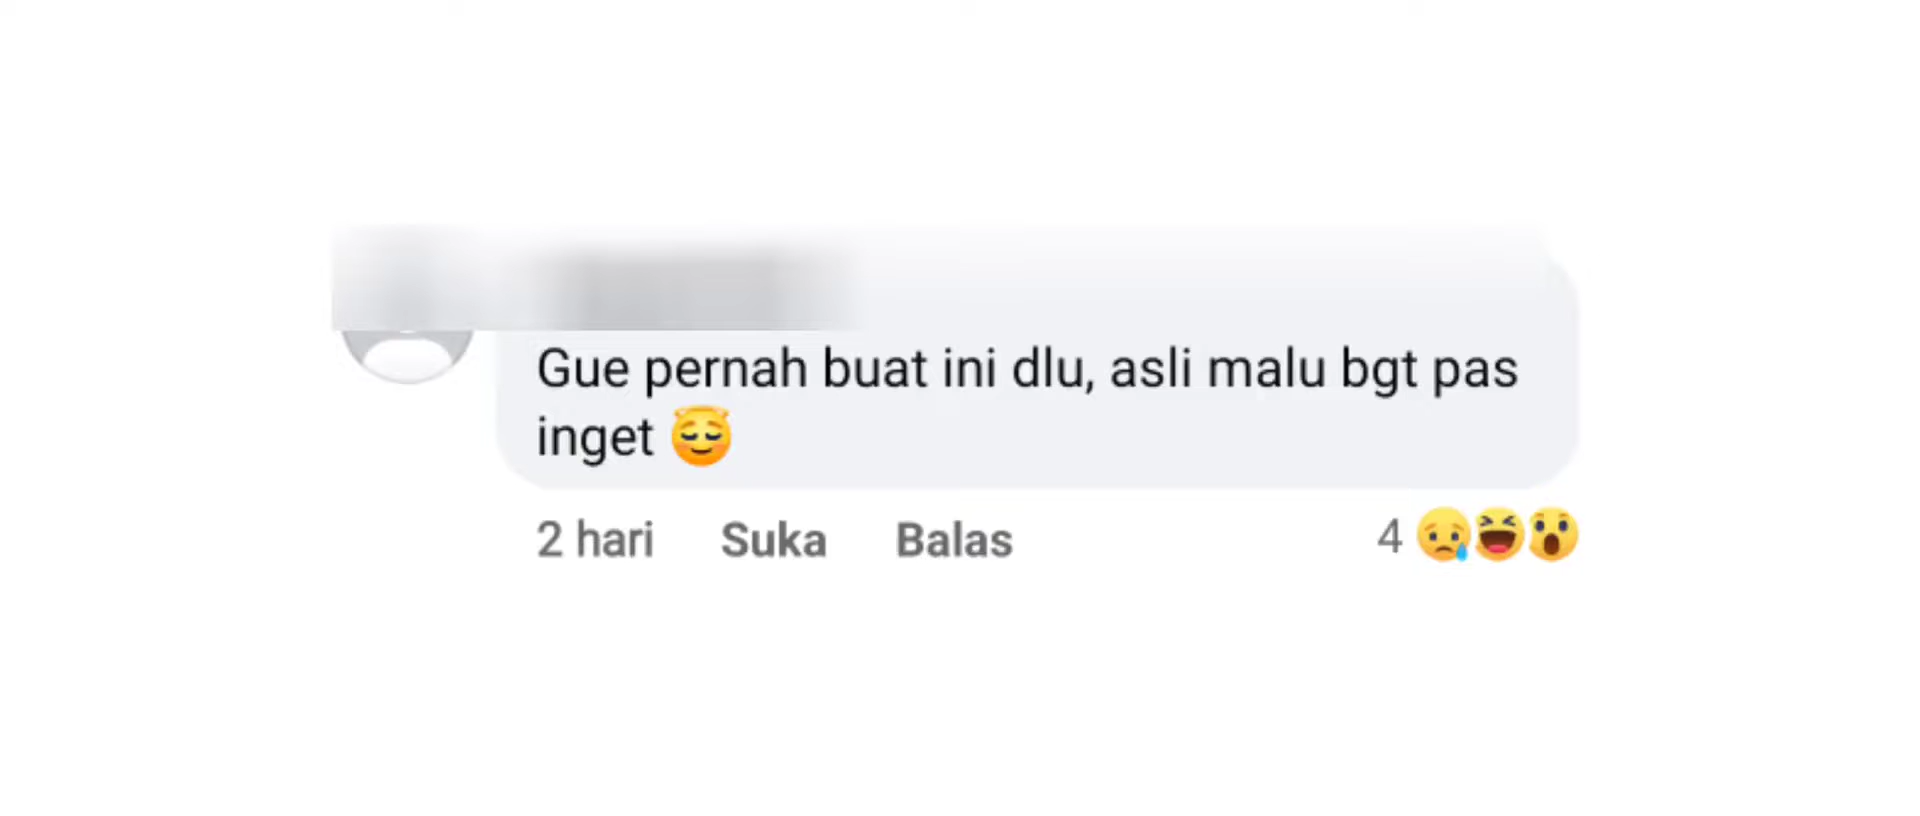 Gue pernah buat ini dlu, asli malu bgt pas
inget 😌
2 hari Suka Balas 4